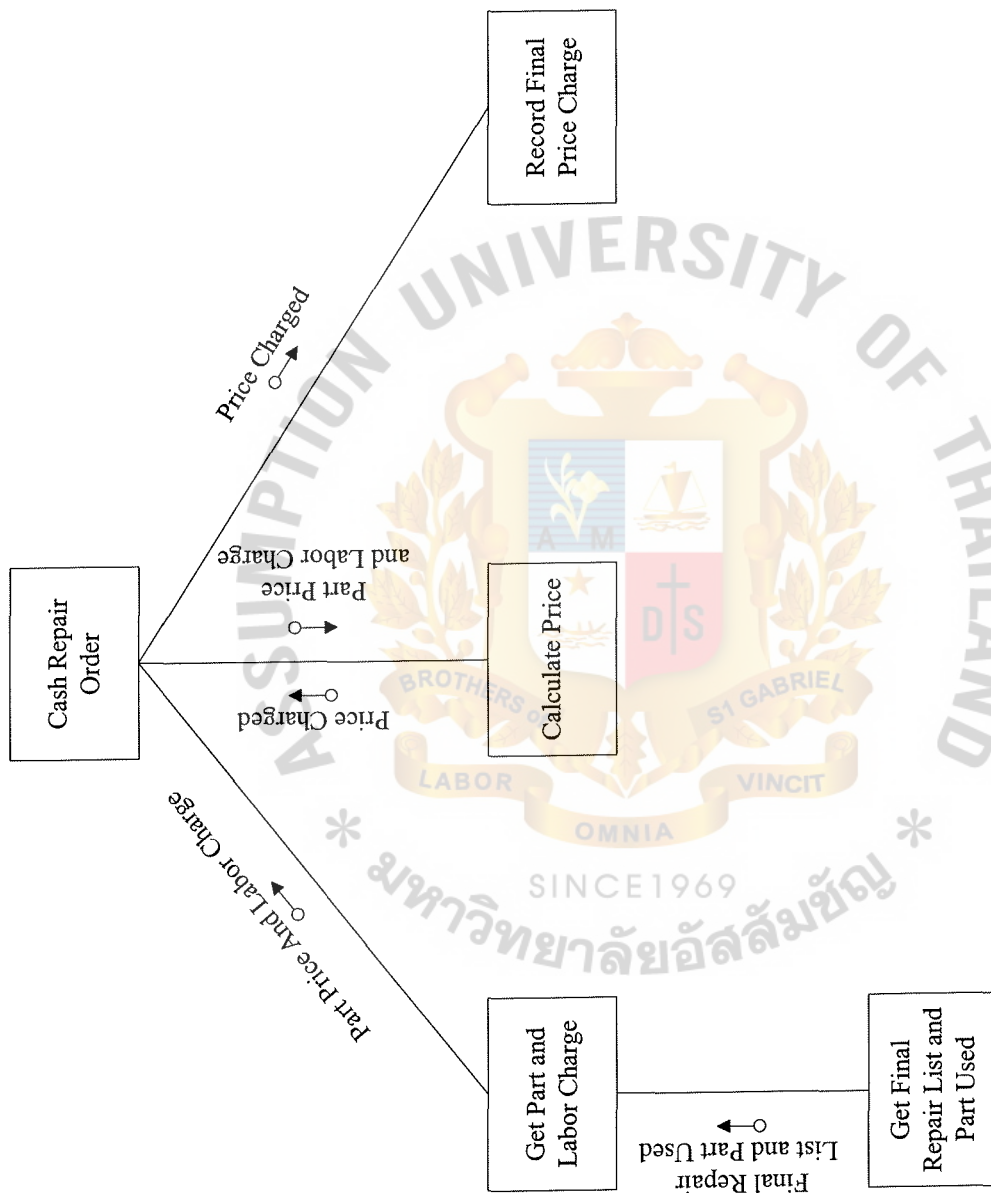 Cash Repair
Order
Part Price And Labor Charge
Price Charged
Part Price
and Labor Charge
Price Charged
Get Part and
Labor Charge
Calculate Price
Record Final
Price Charge
Final Repair
List and Part Used
Get Final
Repair List and
Part Used
ASSUMPTION UNIVERSITY OF THAILAND
A M
D S
BROTHERS OF
S1 GABRIEL
LABOR
VINCIT
OMNIA
SINCE1969
* มหาวิทยาลัยอัสสัมชัญ *